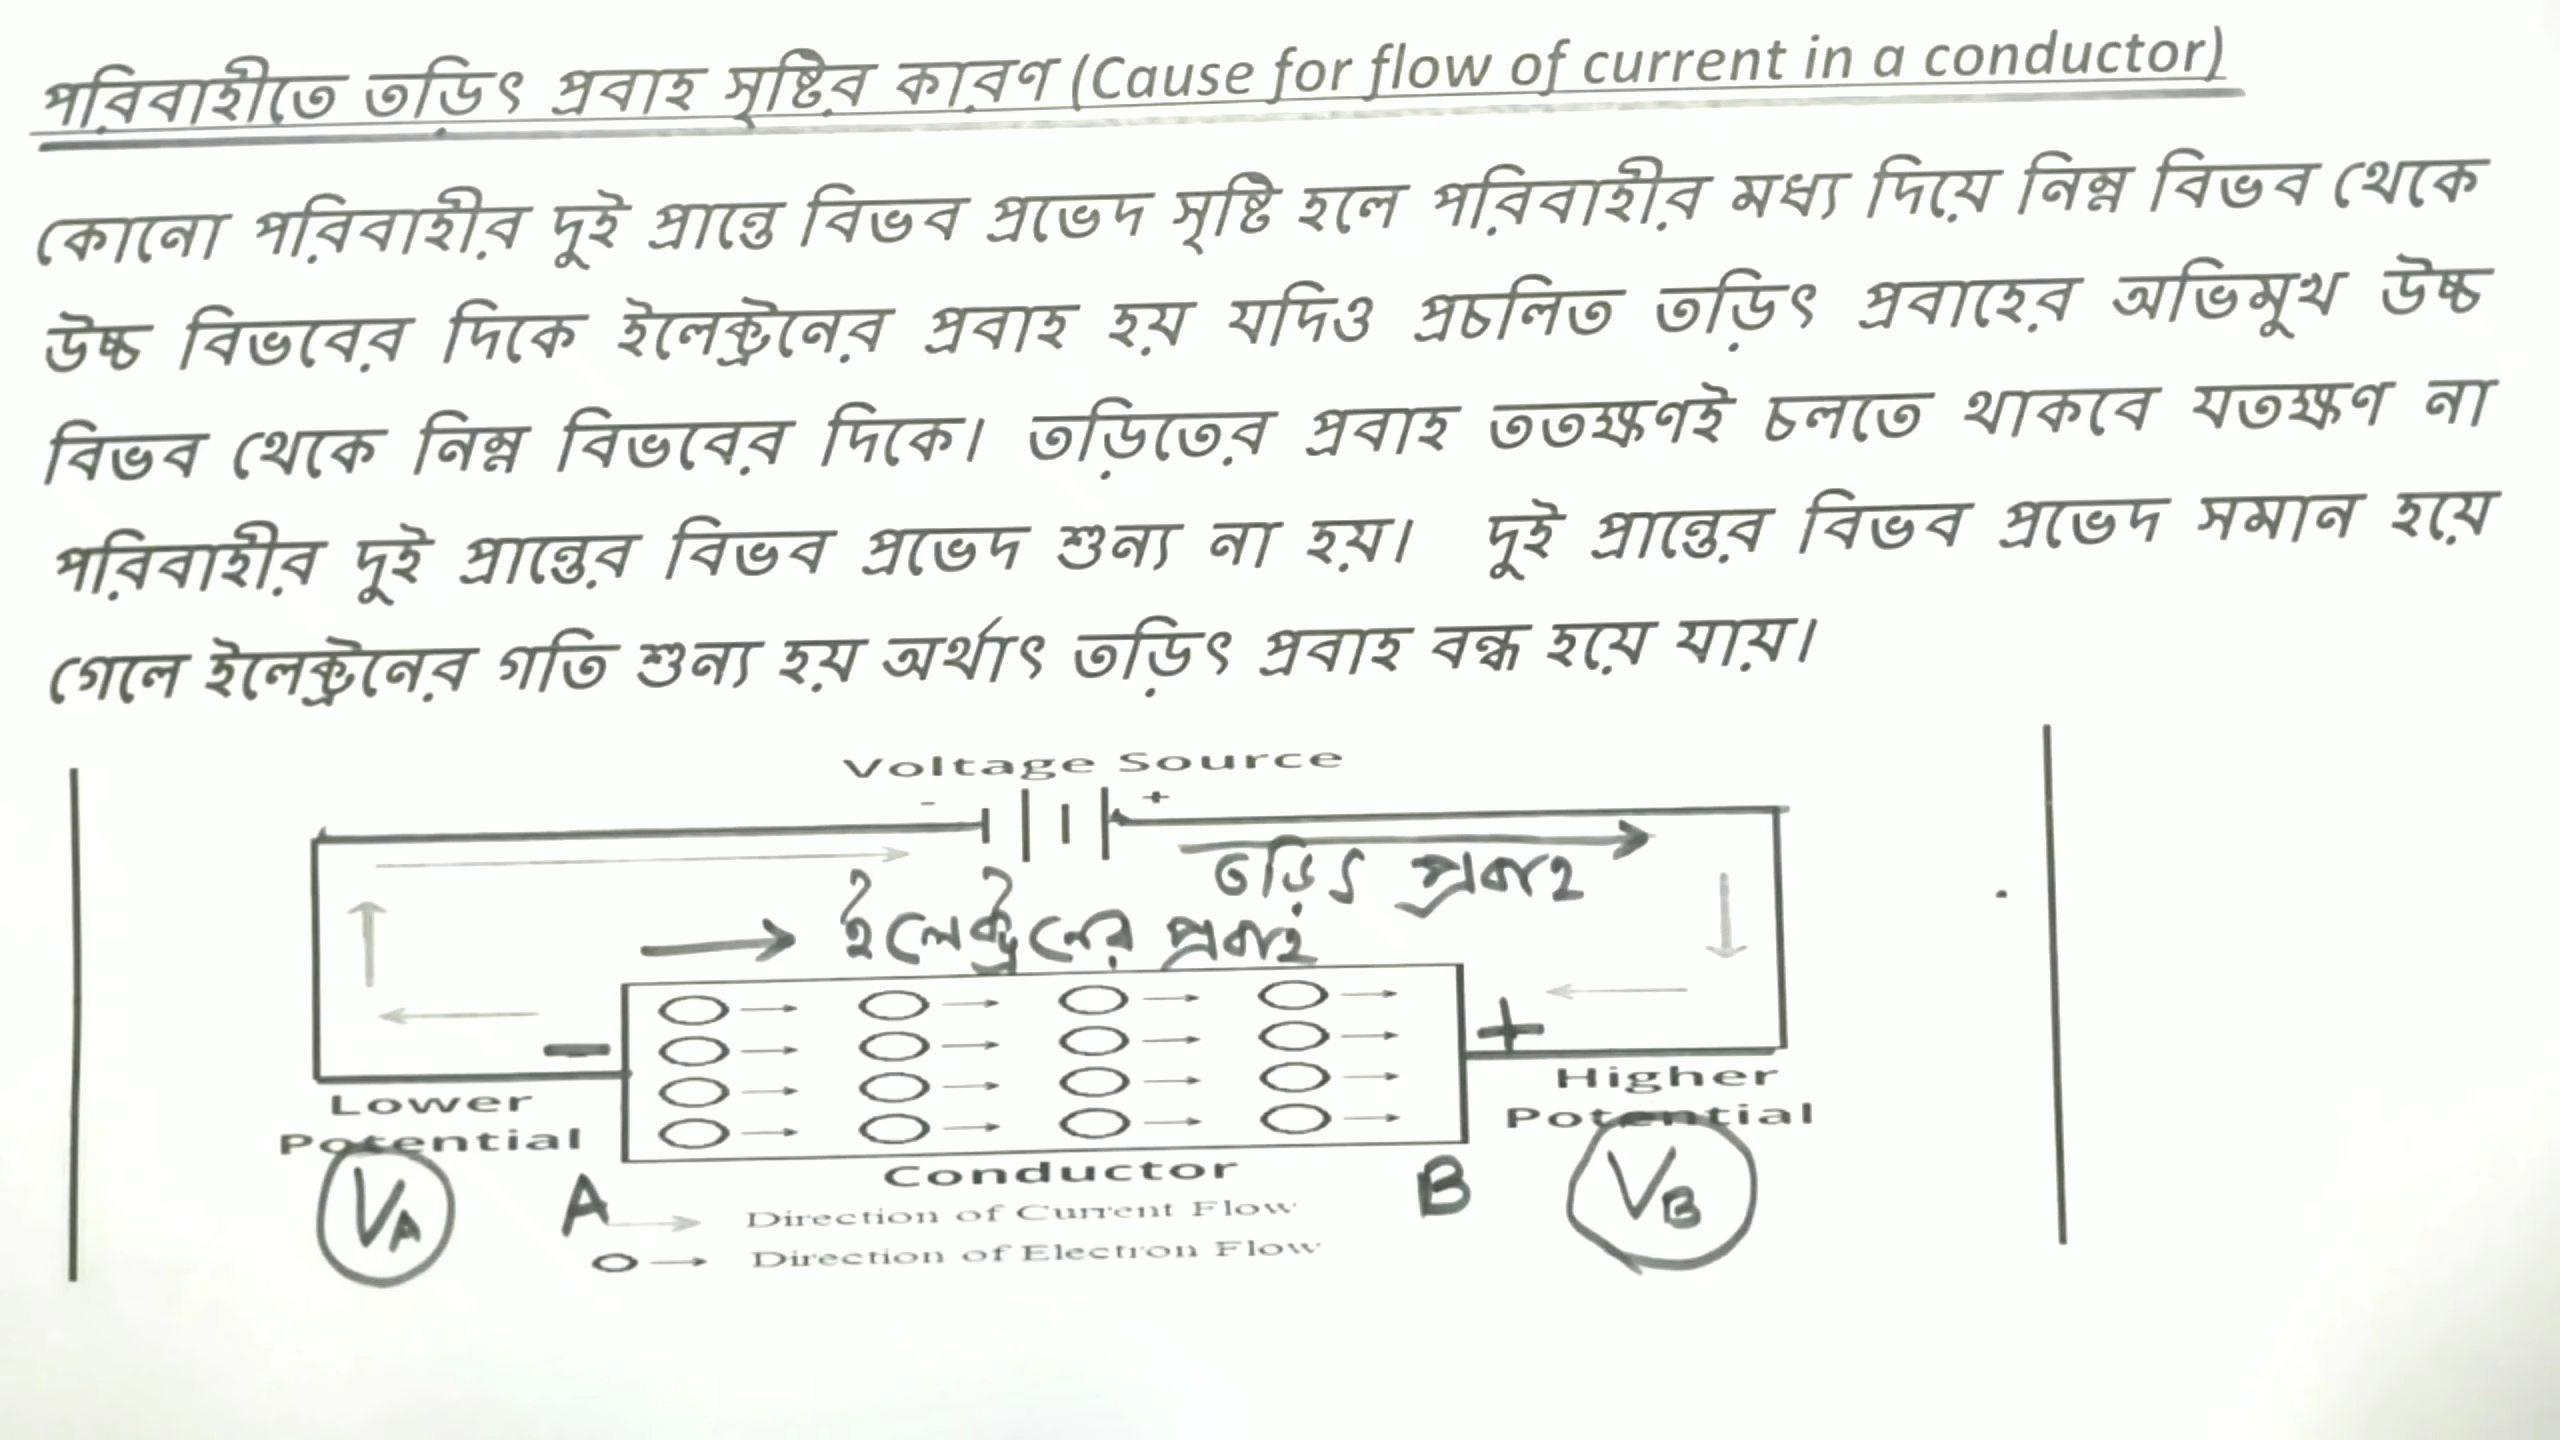 পরিবাহীতে তড়িৎ প্রবাহ সৃষ্টির কারণ (Cause for flow of current in a conductor)
কোনো পরিবাহীর দুই প্রান্তে বিভব প্রভেদ সৃষ্টি হলে পরিবাহীর মধ্য দিয়ে নিম্ন বিভব থেকে
উচ্চ বিভবের দিকে ইলেক্ট্রনের প্রবাহ হয় যদিও প্রচলিত তড়িৎ প্রবাহের অভিমুখ উচ্চ
বিভব থেকে নিম্ন বিভবের দিকে। তড়িতের প্রবাহ ততক্ষণই চলতে থাকবে যতক্ষণ না
পরিবাহীর দুই প্রান্তের বিভব প্রভেদ শুন্য না হয়। দুই প্রান্তের বিভব প্রভেদ সমান হয়ে
গেলে ইলেক্ট্রনের গতি শুন্য হয় অর্থাৎ তড়িৎ প্রবাহ বন্ধ হয়ে যায়।
Voltage Source
- +
তড়িৎ প্রবাহ
ইলেক্ট্রনের প্রবাহ
- +
Lower Higher
Potential Potential
Conductor
VA A B VB
Direction of Current Flow
Direction of Electron Flow